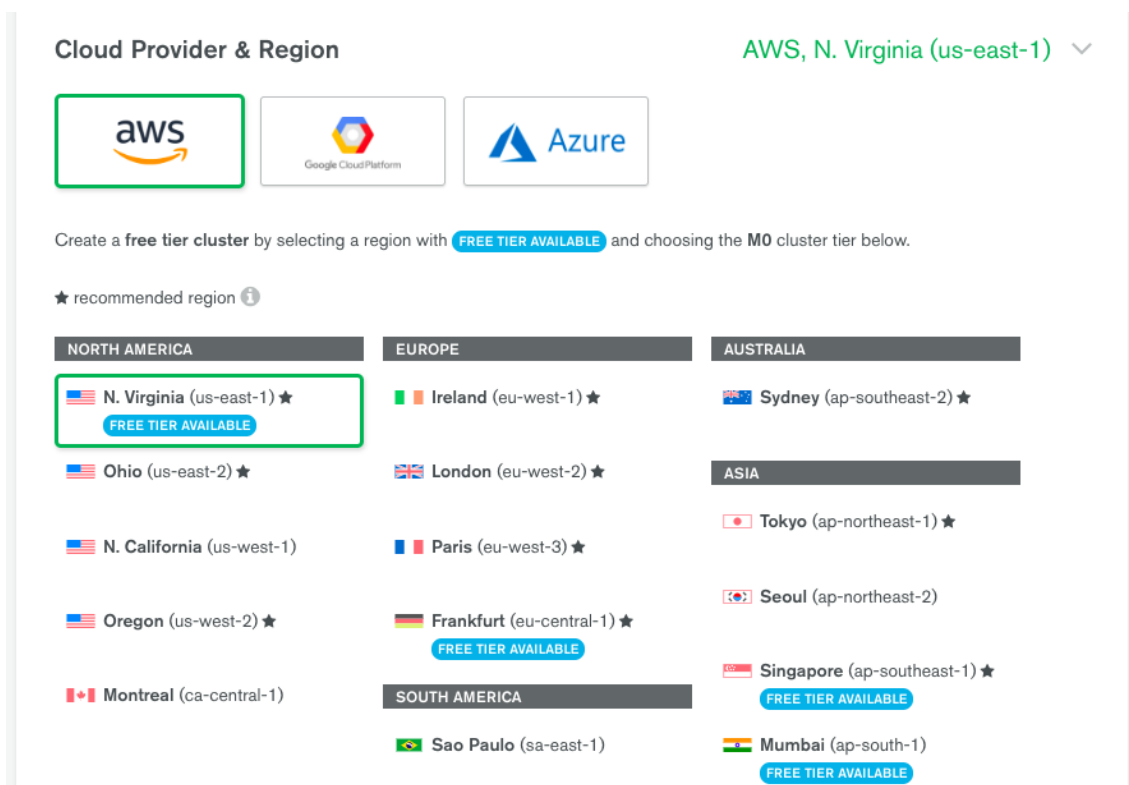 Cloud Provider & Region
AWS, N. Virginia (us-east-1)
aws
Google Cloud Platform
Azure
Create a free tier cluster by selecting a region with FREE TIER AVAILABLE and choosing the M0 cluster tier below.
★ recommended region
NORTH AMERICA
N. Virginia (us-east-1) ★
FREE TIER AVAILABLE
Ohio (us-east-2) ★
N. California (us-west-1)
Oregon (us-west-2) ★
Montreal (ca-central-1)
EUROPE
Ireland (eu-west-1) ★
London (eu-west-2) ★
Paris (eu-west-3) ★
Frankfurt (eu-central-1) ★
FREE TIER AVAILABLE
SOUTH AMERICA
Sao Paulo (sa-east-1)
AUSTRALIA
Sydney (ap-southeast-2) ★
ASIA
Tokyo (ap-northeast-1) ★
Seoul (ap-northeast-2)
Singapore (ap-southeast-1) ★
FREE TIER AVAILABLE
Mumbai (ap-south-1)
FREE TIER AVAILABLE